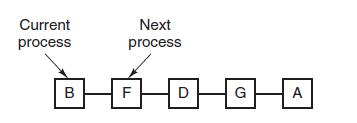 Current
process
Next
process
B F D G A